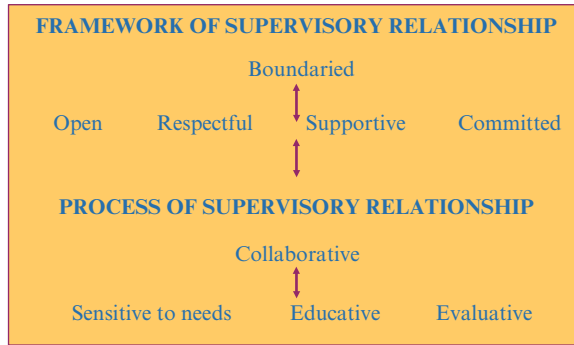 FRAMEWORK OF SUPERVISORY RELATIONSHIP
Boundaried
Open Respectful Supportive Committed
PROCESS OF SUPERVISORY RELATIONSHIP
Collaborative
Sensitive to needs Educative Evaluative